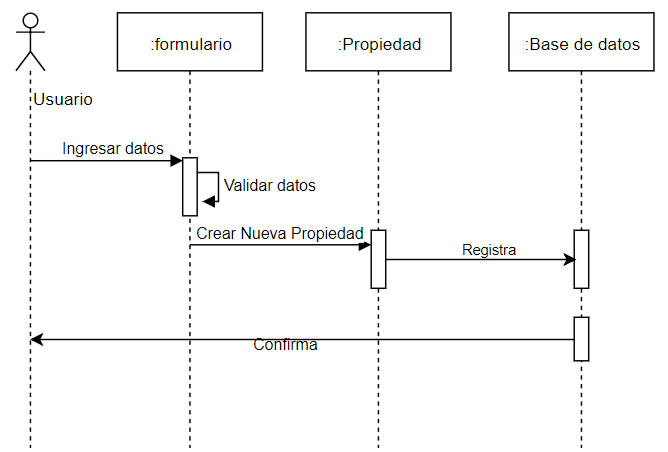 :formulario
:Propiedad
:Base de datos
Usuario
Ingresar datos
Validar datos
Crear Nueva Propiedad
Registra
Confirma